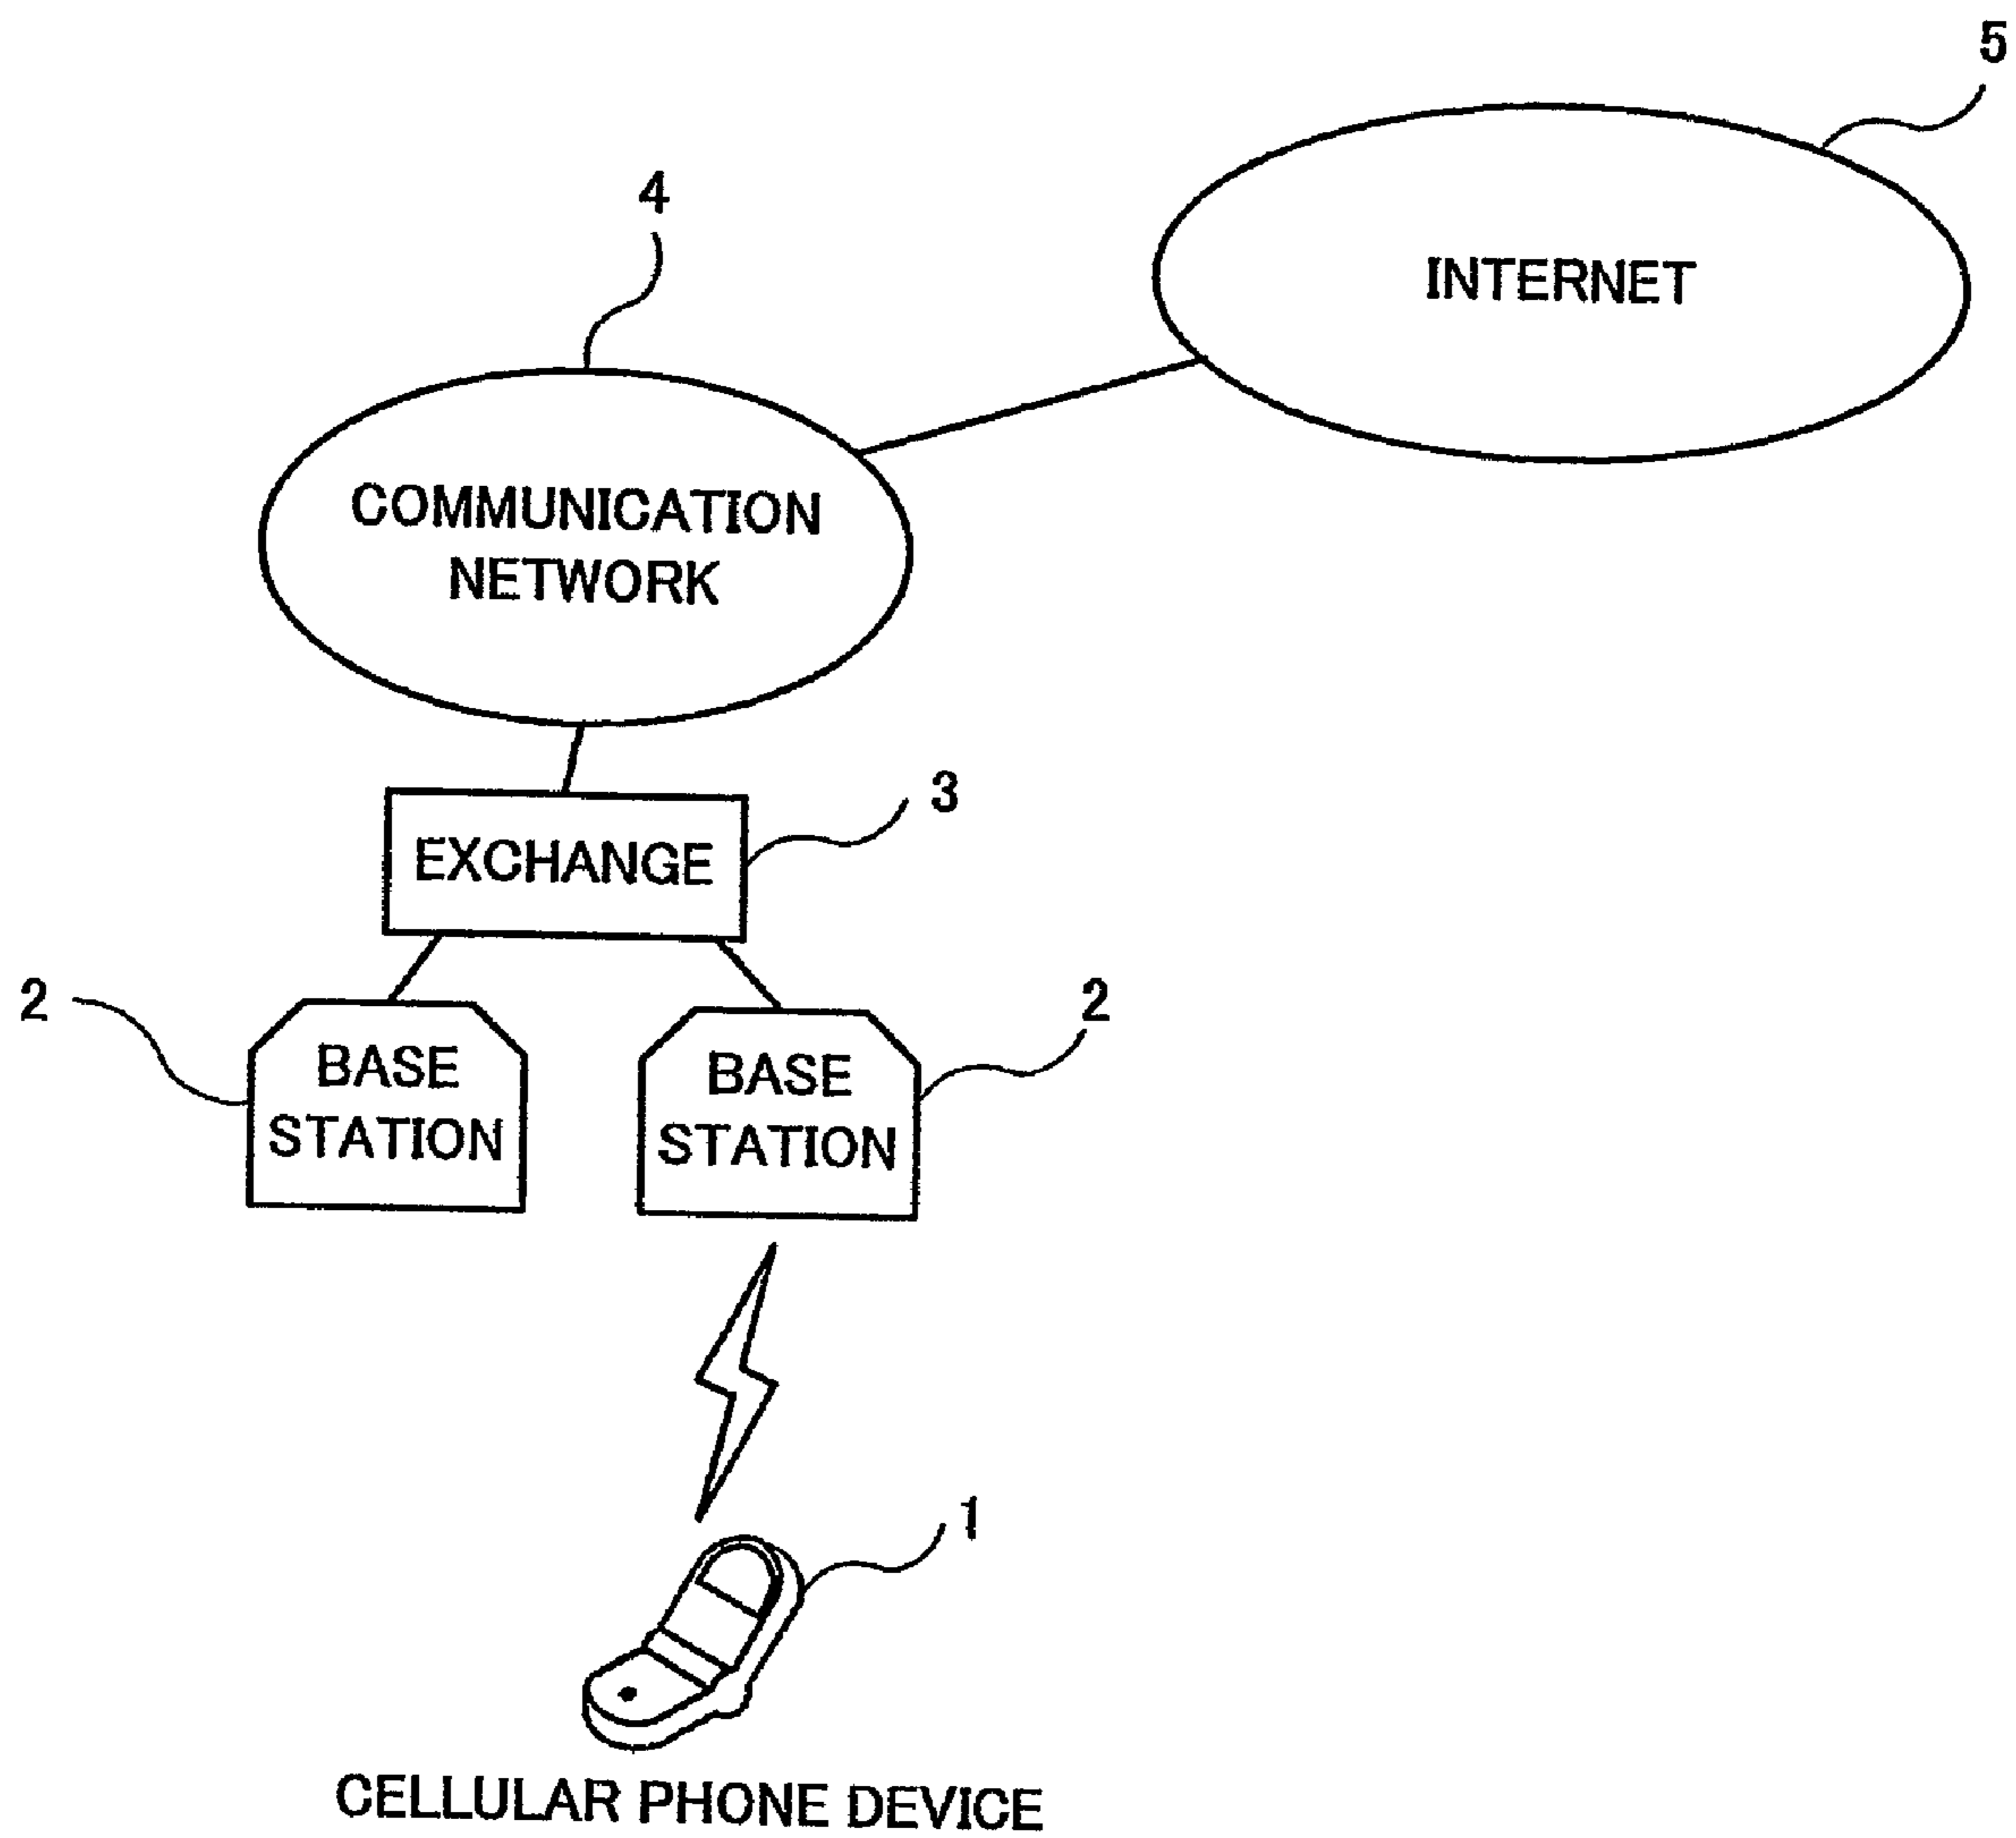 5
4
INTERNET
COMMUNICATION
NETWORK
3
EXCHANGE
2
2
BASE
STATION
BASE
STATION
1
CELLULAR PHONE DEVICE